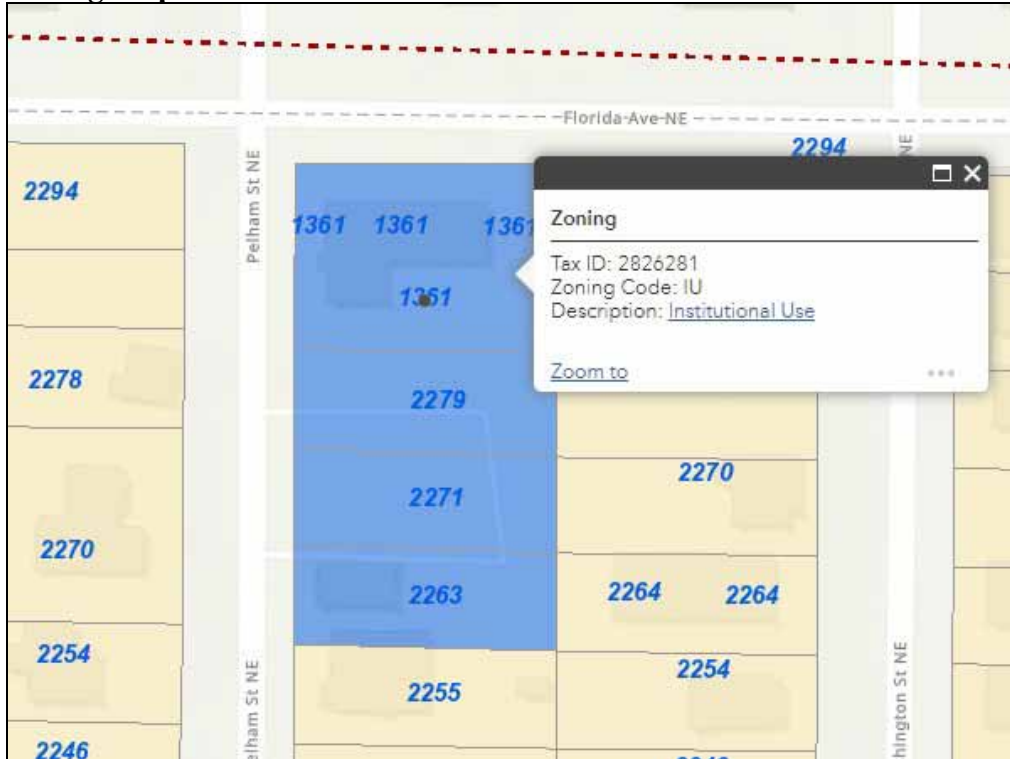 Florida Ave NE
2294
NE
2294
Pelham St NE
1361 1361 1361
Zoning
Tax ID: 2826281
Zoning Code: IU
Description: Institutional Use
1361
2278
Zoom to
2279
2270
2271
2270
2263
2264 2264
2254
2254
2255
Pelham St NE
hington St NE
2246